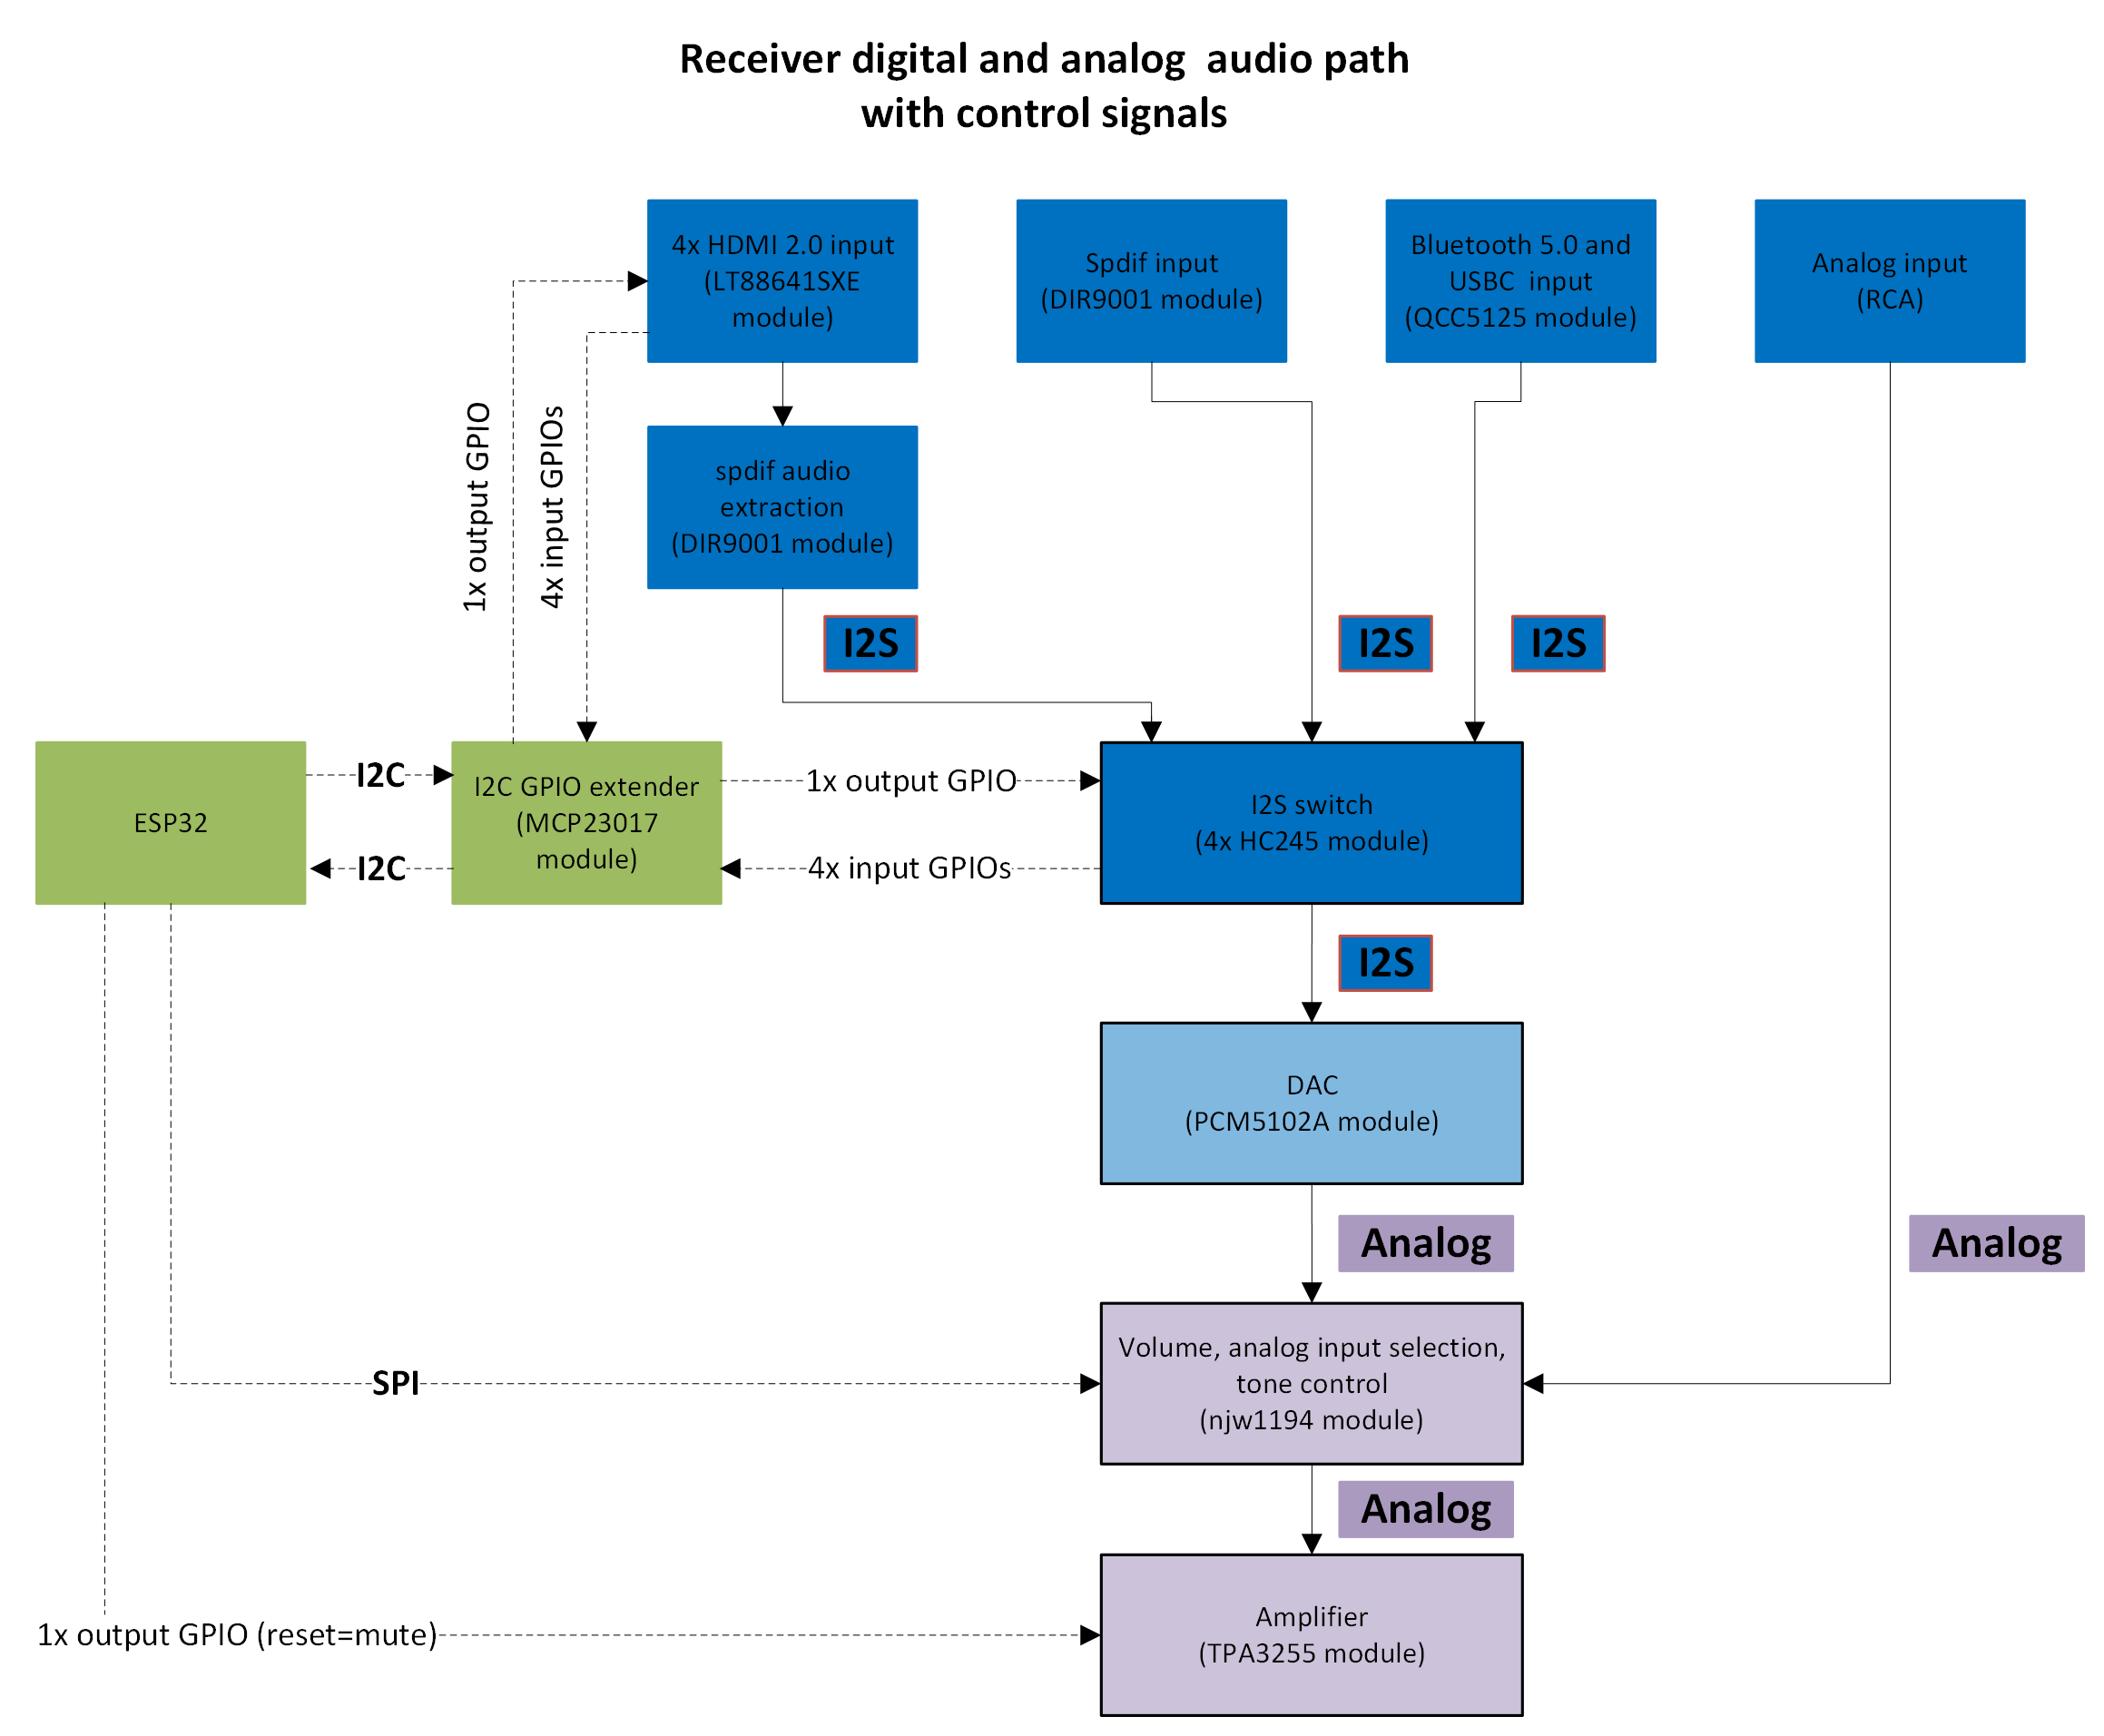 Receiver digital and analog  audio path
with control signals
4x HDMI 2.0 input
(LT88641SXE
module)
Spdif input
(DIR9001 module)
Bluetooth 5.0 and
USBC  input
(QCC5125 module)
Analog input
(RCA)
1x output GPIO
4x input GPIOs
spdif audio
extraction
(DIR9001 module)
I2S
I2S
I2S
ESP32
I2C
I2C
I2C GPIO extender
(MCP23017
module)
1x output GPIO
4x input GPIOs
I2S switch
(4x HC245 module)
I2S
DAC
(PCM5102A module)
Analog
Analog
SPI
Volume, analog input selection,
tone control
(njw1194 module)
Analog
1x output GPIO (reset=mute)
Amplifier
(TPA3255 module)